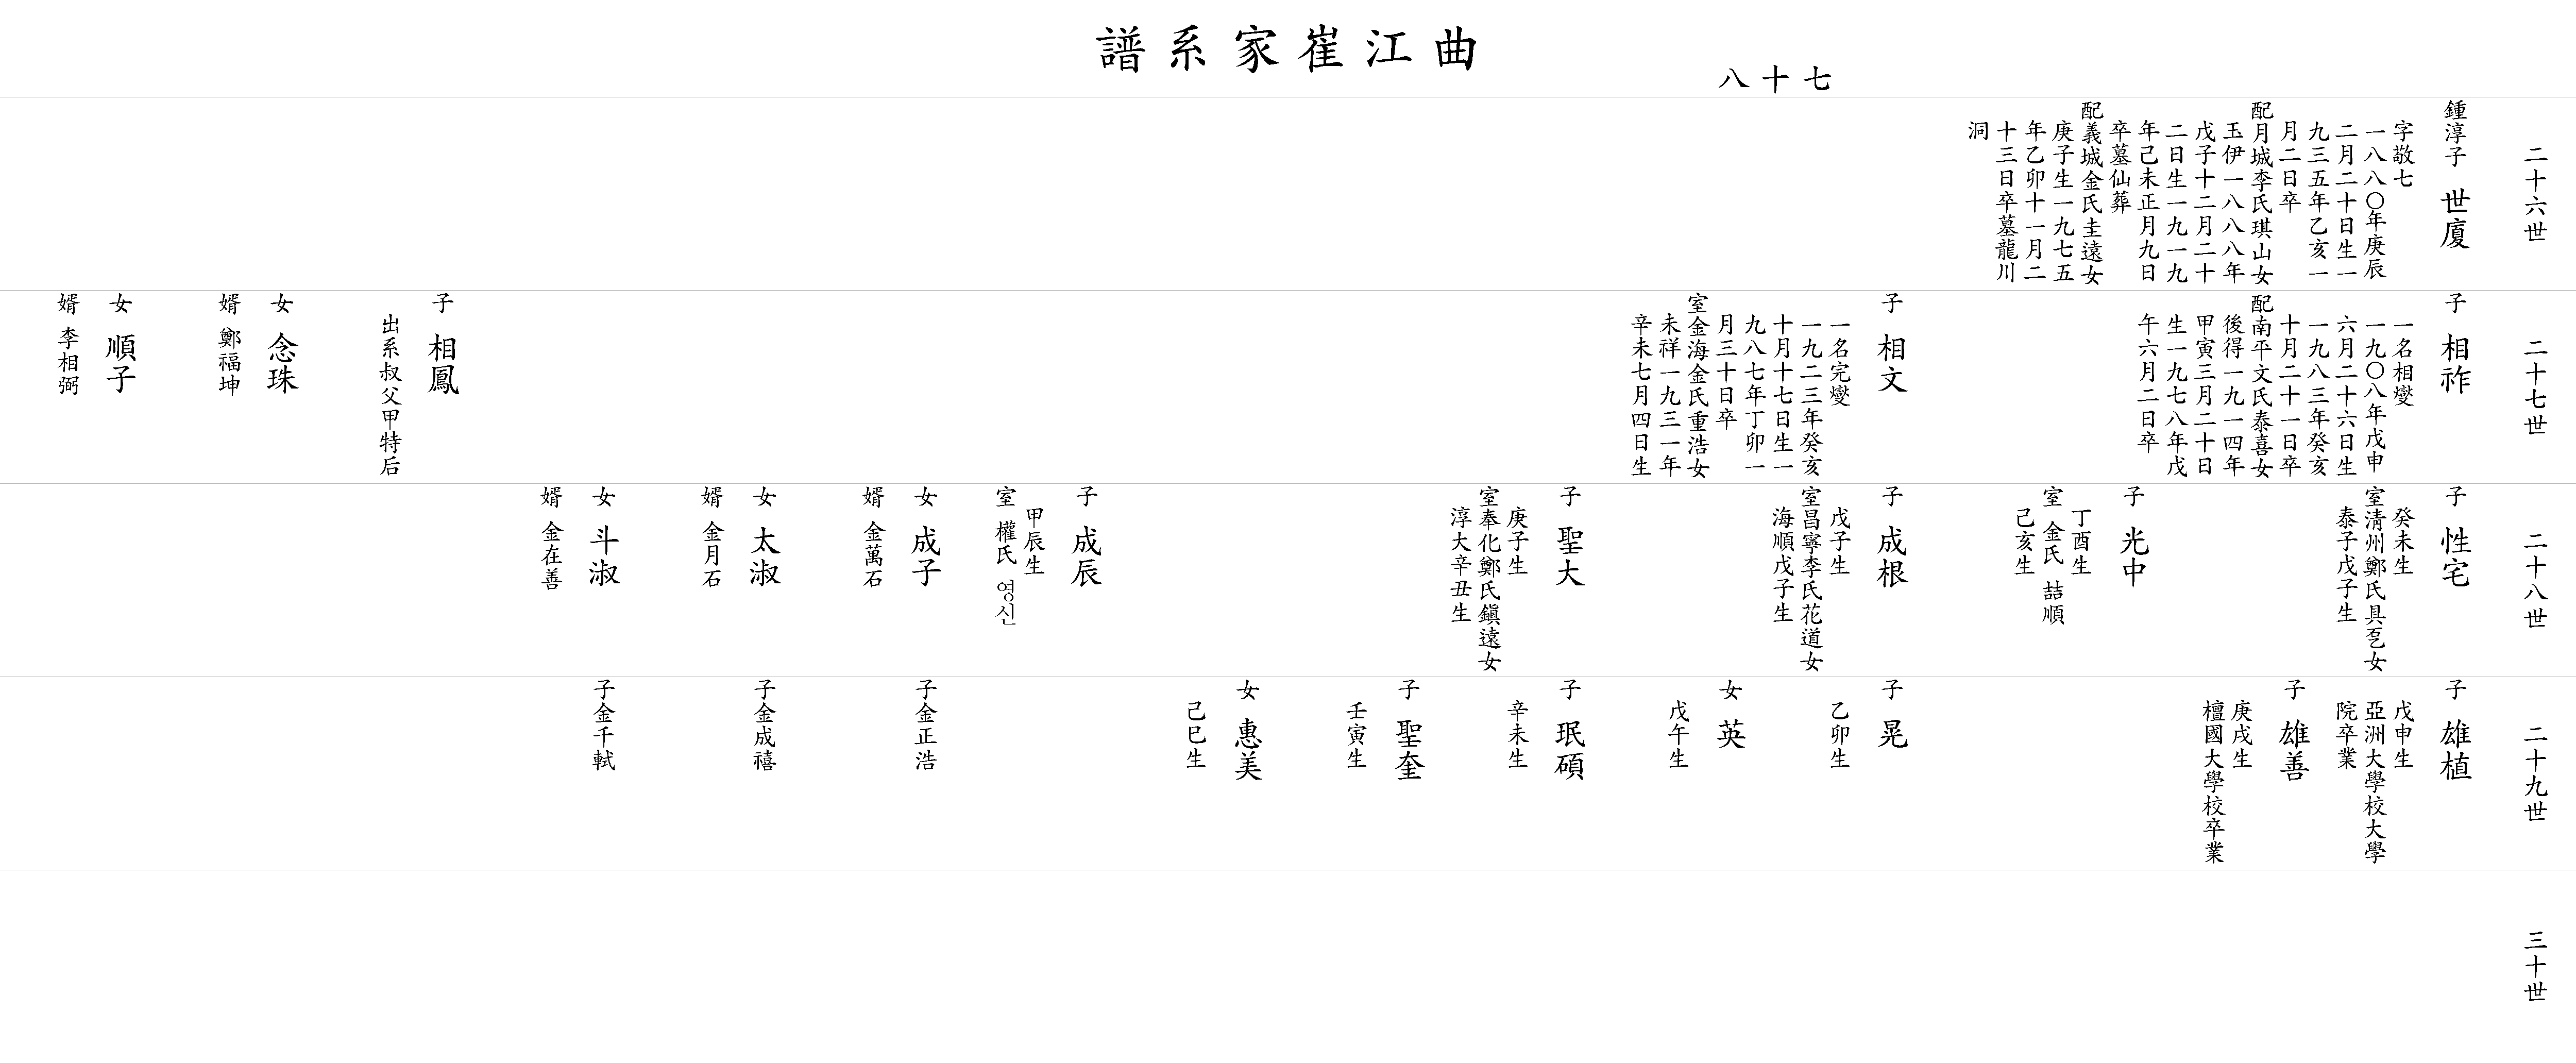 曲江崔家系譜
七十八
二十六世
鍾淳子 世廈
字敬七
一八八〇年庚辰
二月二十日生一
九三五年乙亥一
月二日卒
配月城李氏琪山女
玉伊一八八八年
戊子十二月二十
二日生一九一九
年己未正月九日
卒墓仙葬
配義城金氏圭遠女
庚子生一九七五
年乙卯十一月二
十三日卒墓龍川
洞
二十七世
子 相祚
一名相燮
一九〇八年戊申
六月二十六日生
一九八三年癸亥
十月二十一日卒
配南平文氏泰喜女
後得一九一四年
甲寅三月二十日
生一九七八年戊
午六月二日卒
子 相文
一名完燮
一九二三年癸亥
十月十七日生一
九八七年丁卯一
月三十日卒
室金海金氏重浩女
未祥一九三一年
辛未七月四日生
子 相鳳
出系叔父甲特后
女 念珠
婿 鄭福坤
女 順子
婿 李相弼
二十八世
子 性宅
癸未生
室清州鄭氏具㐎女
泰子戊子生
子 光中
丁酉生
室 金氏 喆順
己亥生
子 成根
戊子生
室昌寧李氏花道女
海順戊子生
子 聖大
庚子生
室奉化鄭氏鎭遠女
淳大辛丑生
子 成辰
甲辰生
室 權氏 영신
女 成子
婿 金萬石
女 太淑
婿 金月石
女 斗淑
婿 金在善
二十九世
子 雄植
戊申生
亞洲大學校大學
院卒業
子 雄善
庚戌生
檀國大學校卒業
子 晃
乙卯生
女 英
戊午生
子 珉碩
辛未生
子 聖奎
壬寅生
女 惠美
己巳生
子金正浩
子金成禧
子金千軾
三十世